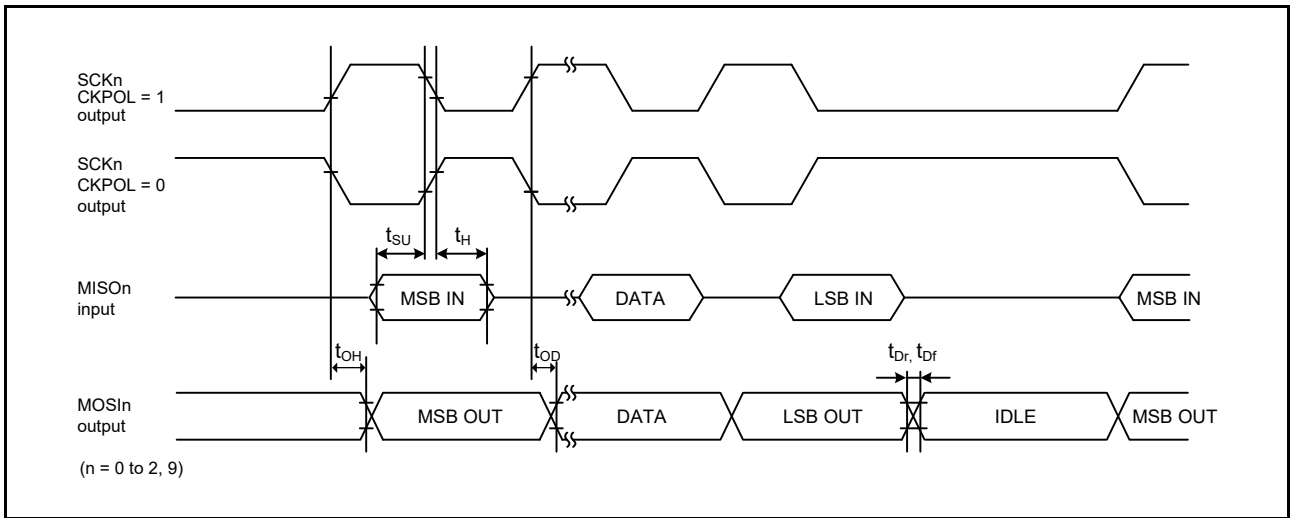 SCKn
CKPOL = 1
output
SCKn
CKPOL = 0
output
tSU tH
MISOn
input
MSB IN DATA LSB IN MSB IN
tOH tOD tDr, tDf
MOSIn
output
MSB OUT DATA LSB OUT IDLE MSB OUT
(n = 0 to 2, 9)